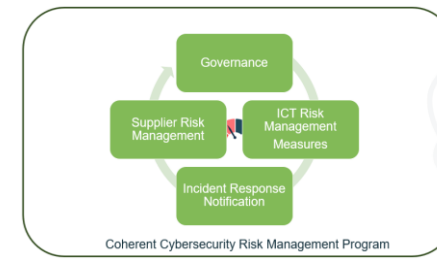 Governance
Supplier Risk
Management
ICT Risk
Management
Measures
Incident Response
Notification
Coherent Cybersecurity Risk Management Program